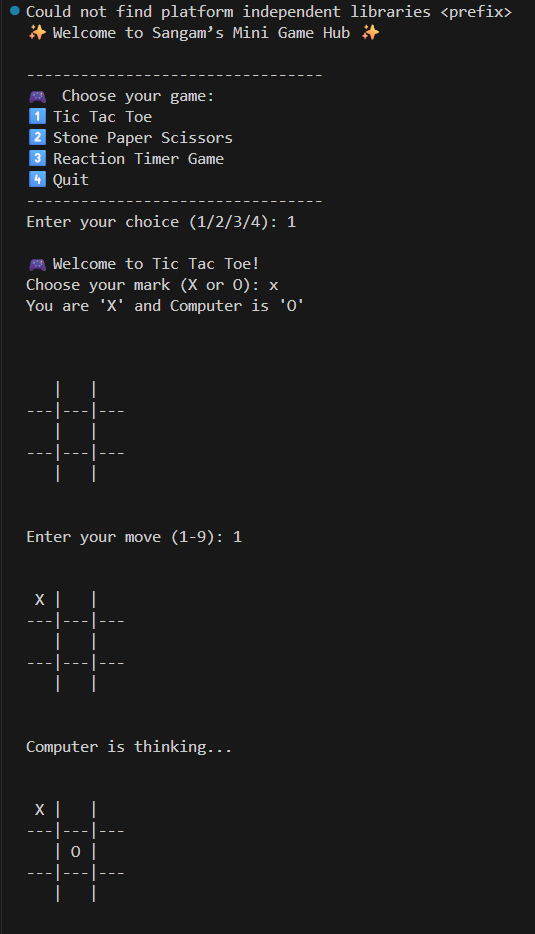 Could not find platform independent libraries <prefix>
✨ Welcome to Sangam’s Mini Game Hub ✨
---------------------------------
🎮  Choose your game:
1️⃣ Tic Tac Toe
2️⃣ Stone Paper Scissors
3️⃣ Reaction Timer Game
4️⃣ Quit
---------------------------------
Enter your choice (1/2/3/4): 1
🎮 Welcome to Tic Tac Toe!
Choose your mark (X or O): x
You are 'X' and Computer is 'O'
   |   |
---|---|---
   |   |
---|---|---
   |   |
Enter your move (1-9): 1
 X |   |
---|---|---
   |   |
---|---|---
   |   |
Computer is thinking...
 X |   |
---|---|---
   | O |
---|---|---
   |   |